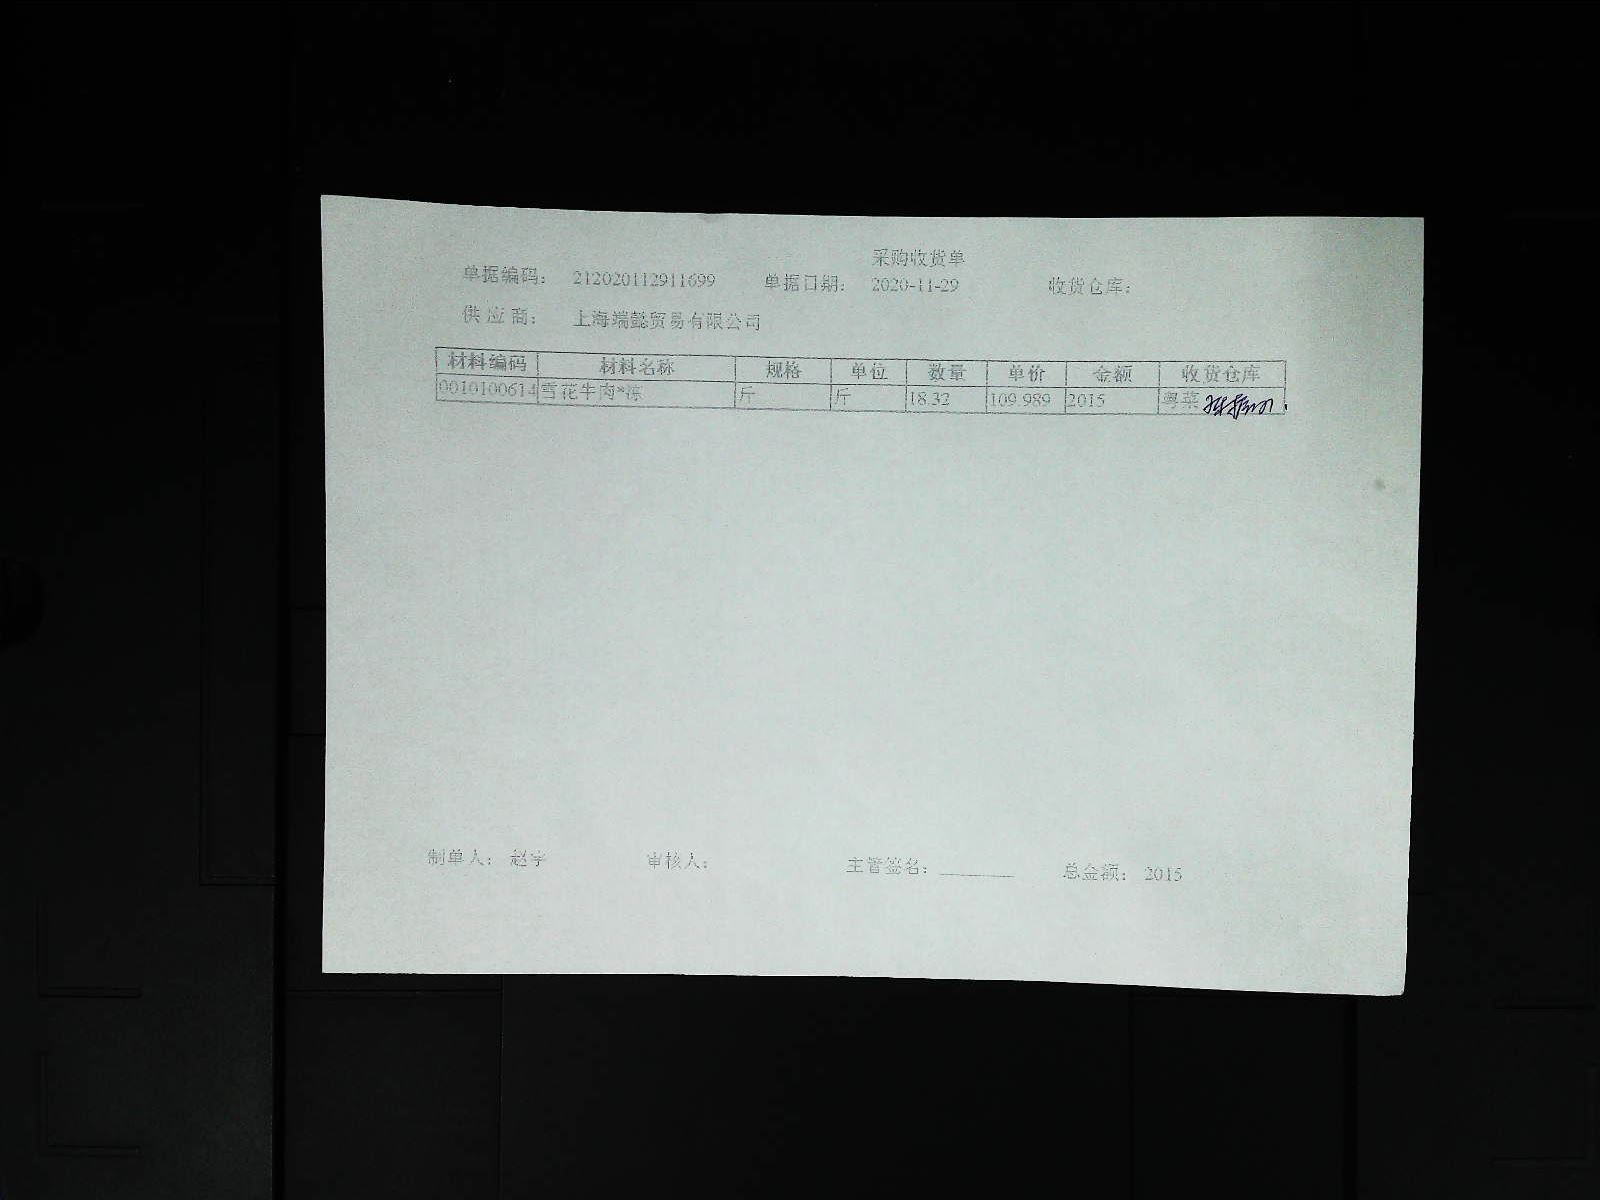 采购收货单
单据编码: 212020112911699 单据日期: 2020-11-29 收货仓库:
供 应 商: 上海端懿贸易有限公司
材料编码 材料名称 规格 单位 数量 单价 金额 收货仓库
0010100614 雪花牛肉*冻 斤 斤 18.32 109.989 2015 粤菜
制单人: 赵宇 审核人: 主管签名: 总金额: 2015